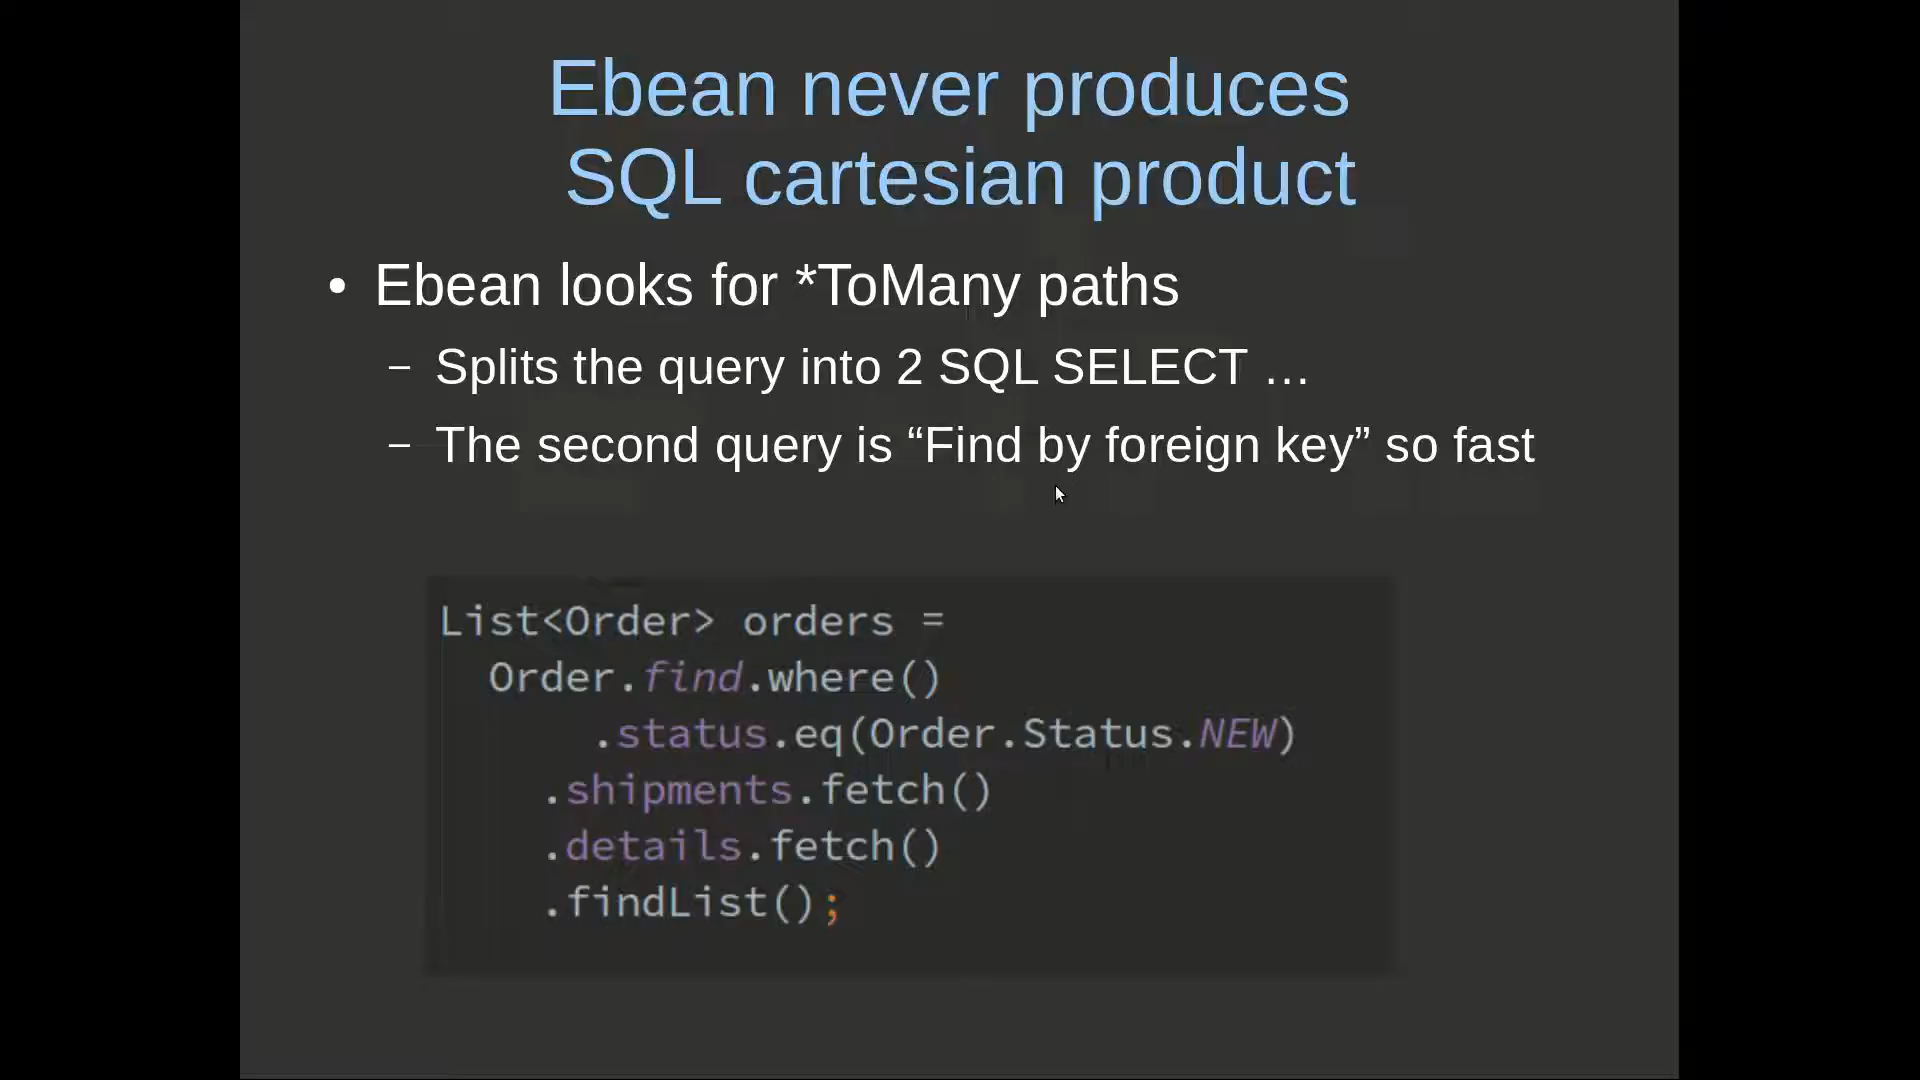 Ebean never produces
SQL cartesian product
• Ebean looks for *ToMany paths
– Splits the query into 2 SQL SELECT …
– The second query is “Find by foreign key” so fast
List<Order> orders =
Order.find.where()
.status.eq(Order.Status.NEW)
.shipments.fetch()
.details.fetch()
.findList();